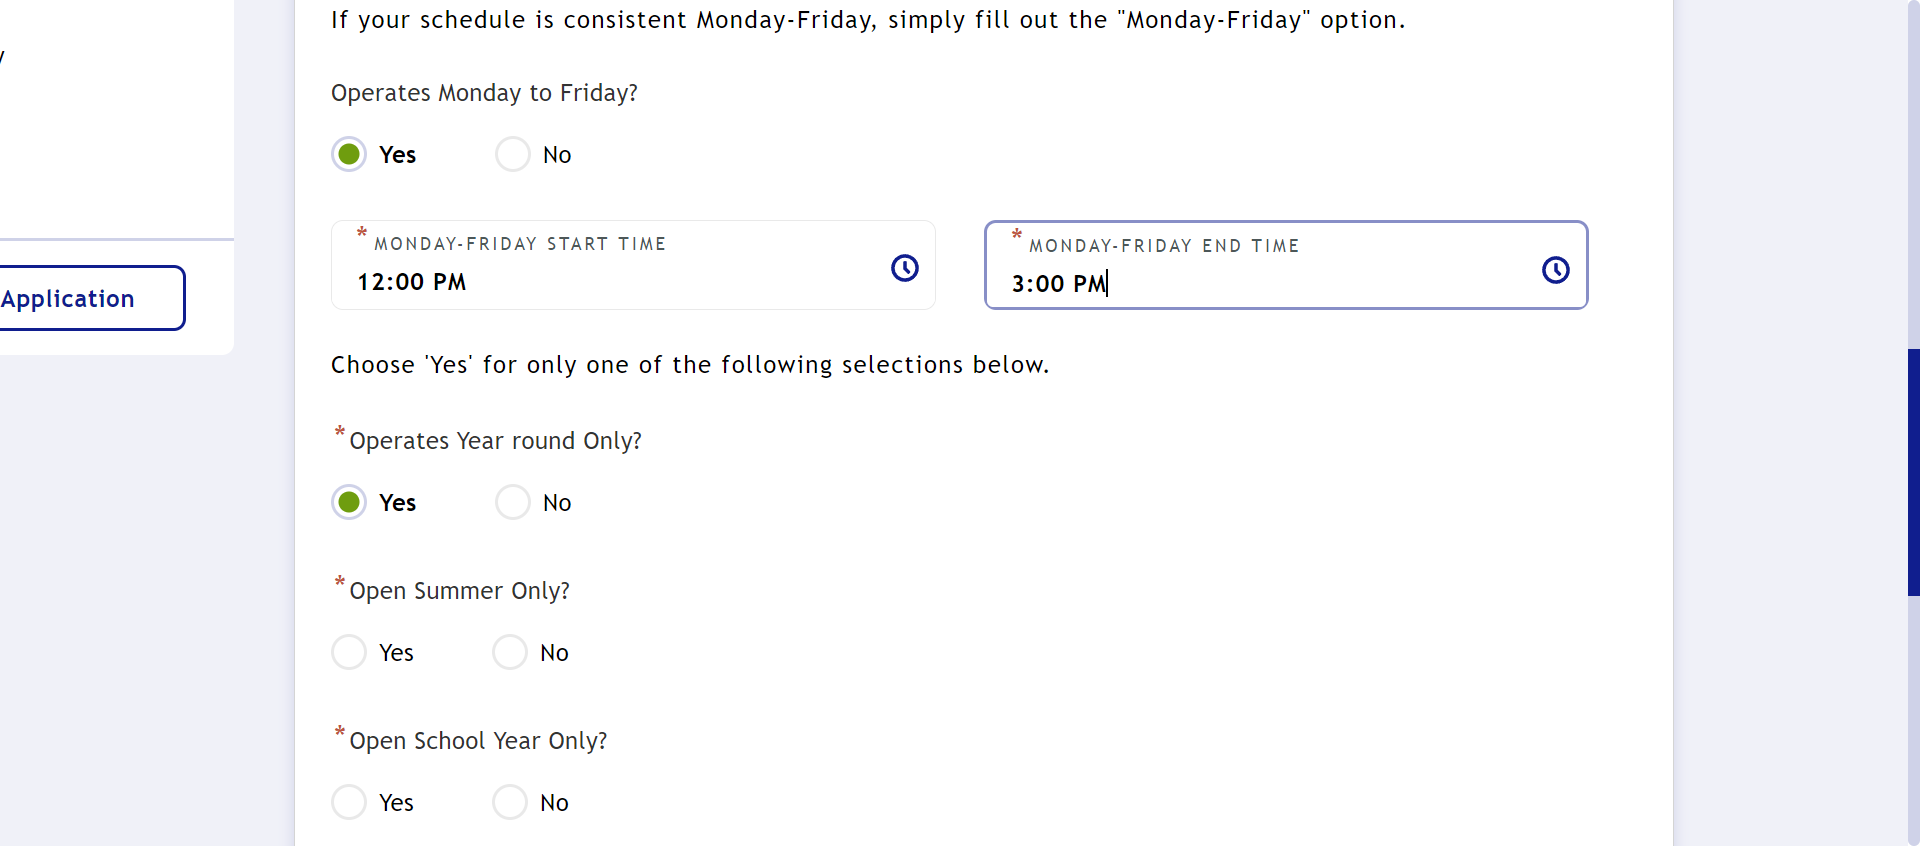 If your schedule is consistent Monday-Friday, simply fill out the "Monday-Friday" option.
Operates Monday to Friday?
Yes No
* MONDAY-FRIDAY START TIME
12:00 PM
* MONDAY-FRIDAY END TIME
3:00 PM
Application
Choose 'Yes' for only one of the following selections below.
* Operates Year round Only?
Yes No
* Open Summer Only?
Yes No
* Open School Year Only?
Yes No